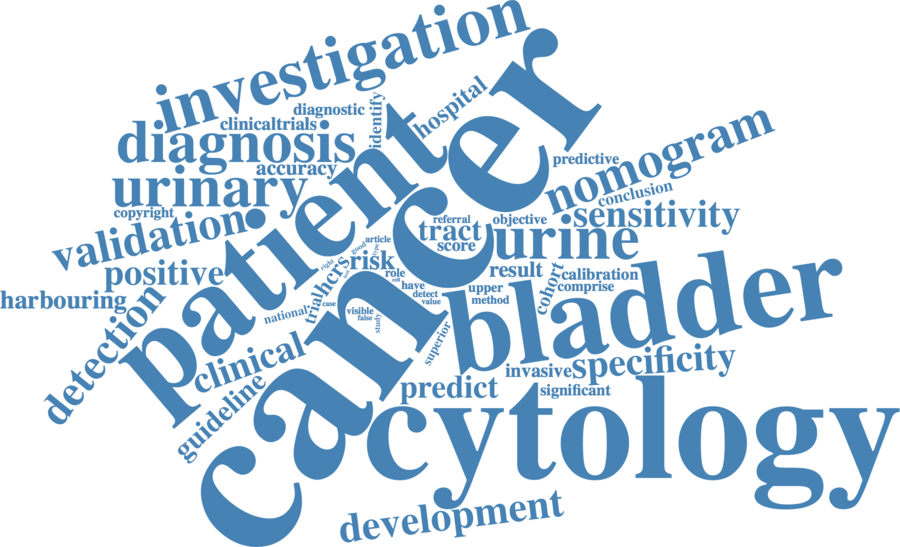 investigation
diagnostic
identify
hospital
clinicaltrials
diagnosis
accuracy
predictive
urinary
nomogram
conclusion
copyright
patient
cancer
validation
referral
objective
sensitivity
tract
score
urine
article
good
positive
right
risk
role
result
calibration
harbouring
hcrs
trial
have
upper
cohort
comprise
detect
method
value
case
cell
detection
national
visible
false
study
bladder
superior
clinical
invasive
specificity
guideline
predict
significant
cytology
development